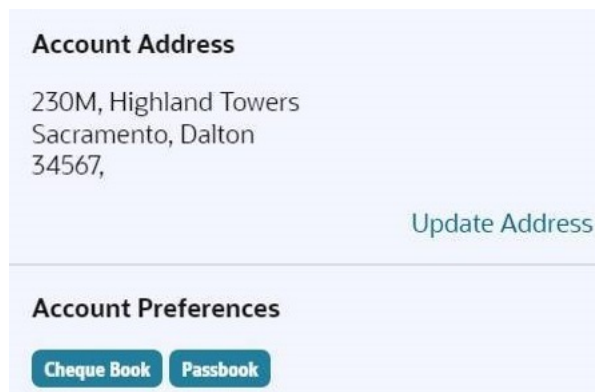 Account Address
230M, Highland Towers
Sacramento, Dalton
34567,
Update Address
Account Preferences
Cheque Book Passbook